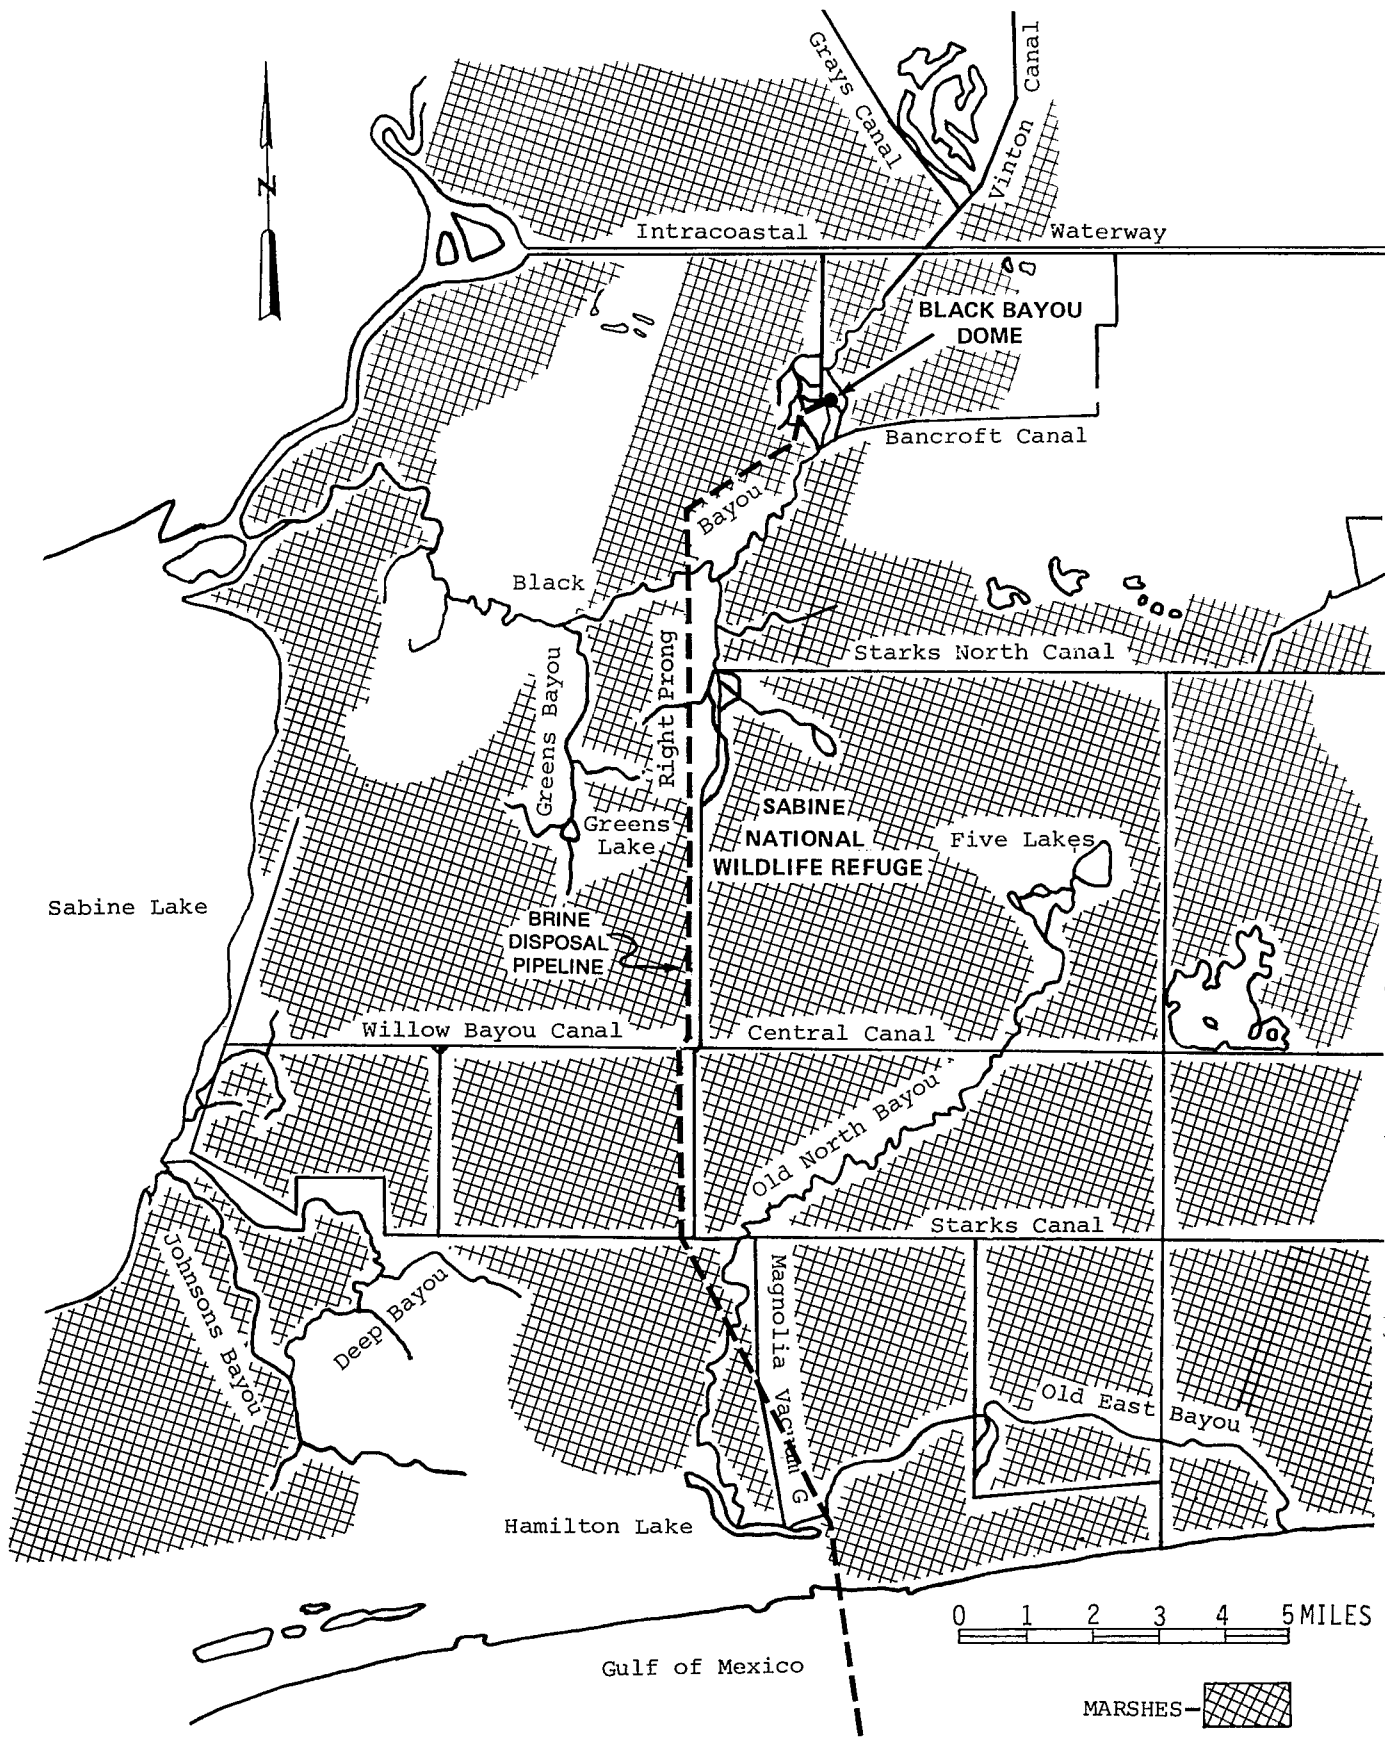 Grays Canal
Vinton Canal
N
Intracoastal Waterway
BLACK BAYOU
DOME
Bancroft Canal
Black Bayou
Starks North Canal
Greens Bayou
Right Prong
SABINE
NATIONAL
WILDLIFE REFUGE
Greens
Lake
Five Lakes
Sabine Lake
BRINE
DISPOSAL
PIPELINE
Willow Bayou Canal
Central Canal
Old North Bayou
Starks Canal
Johnsons Bayou
Deep Bayou
Magnolia Vacuum G
Old East Bayou
Hamilton Lake
0 1 2 3 4 5 MILES
Gulf of Mexico
MARSHES